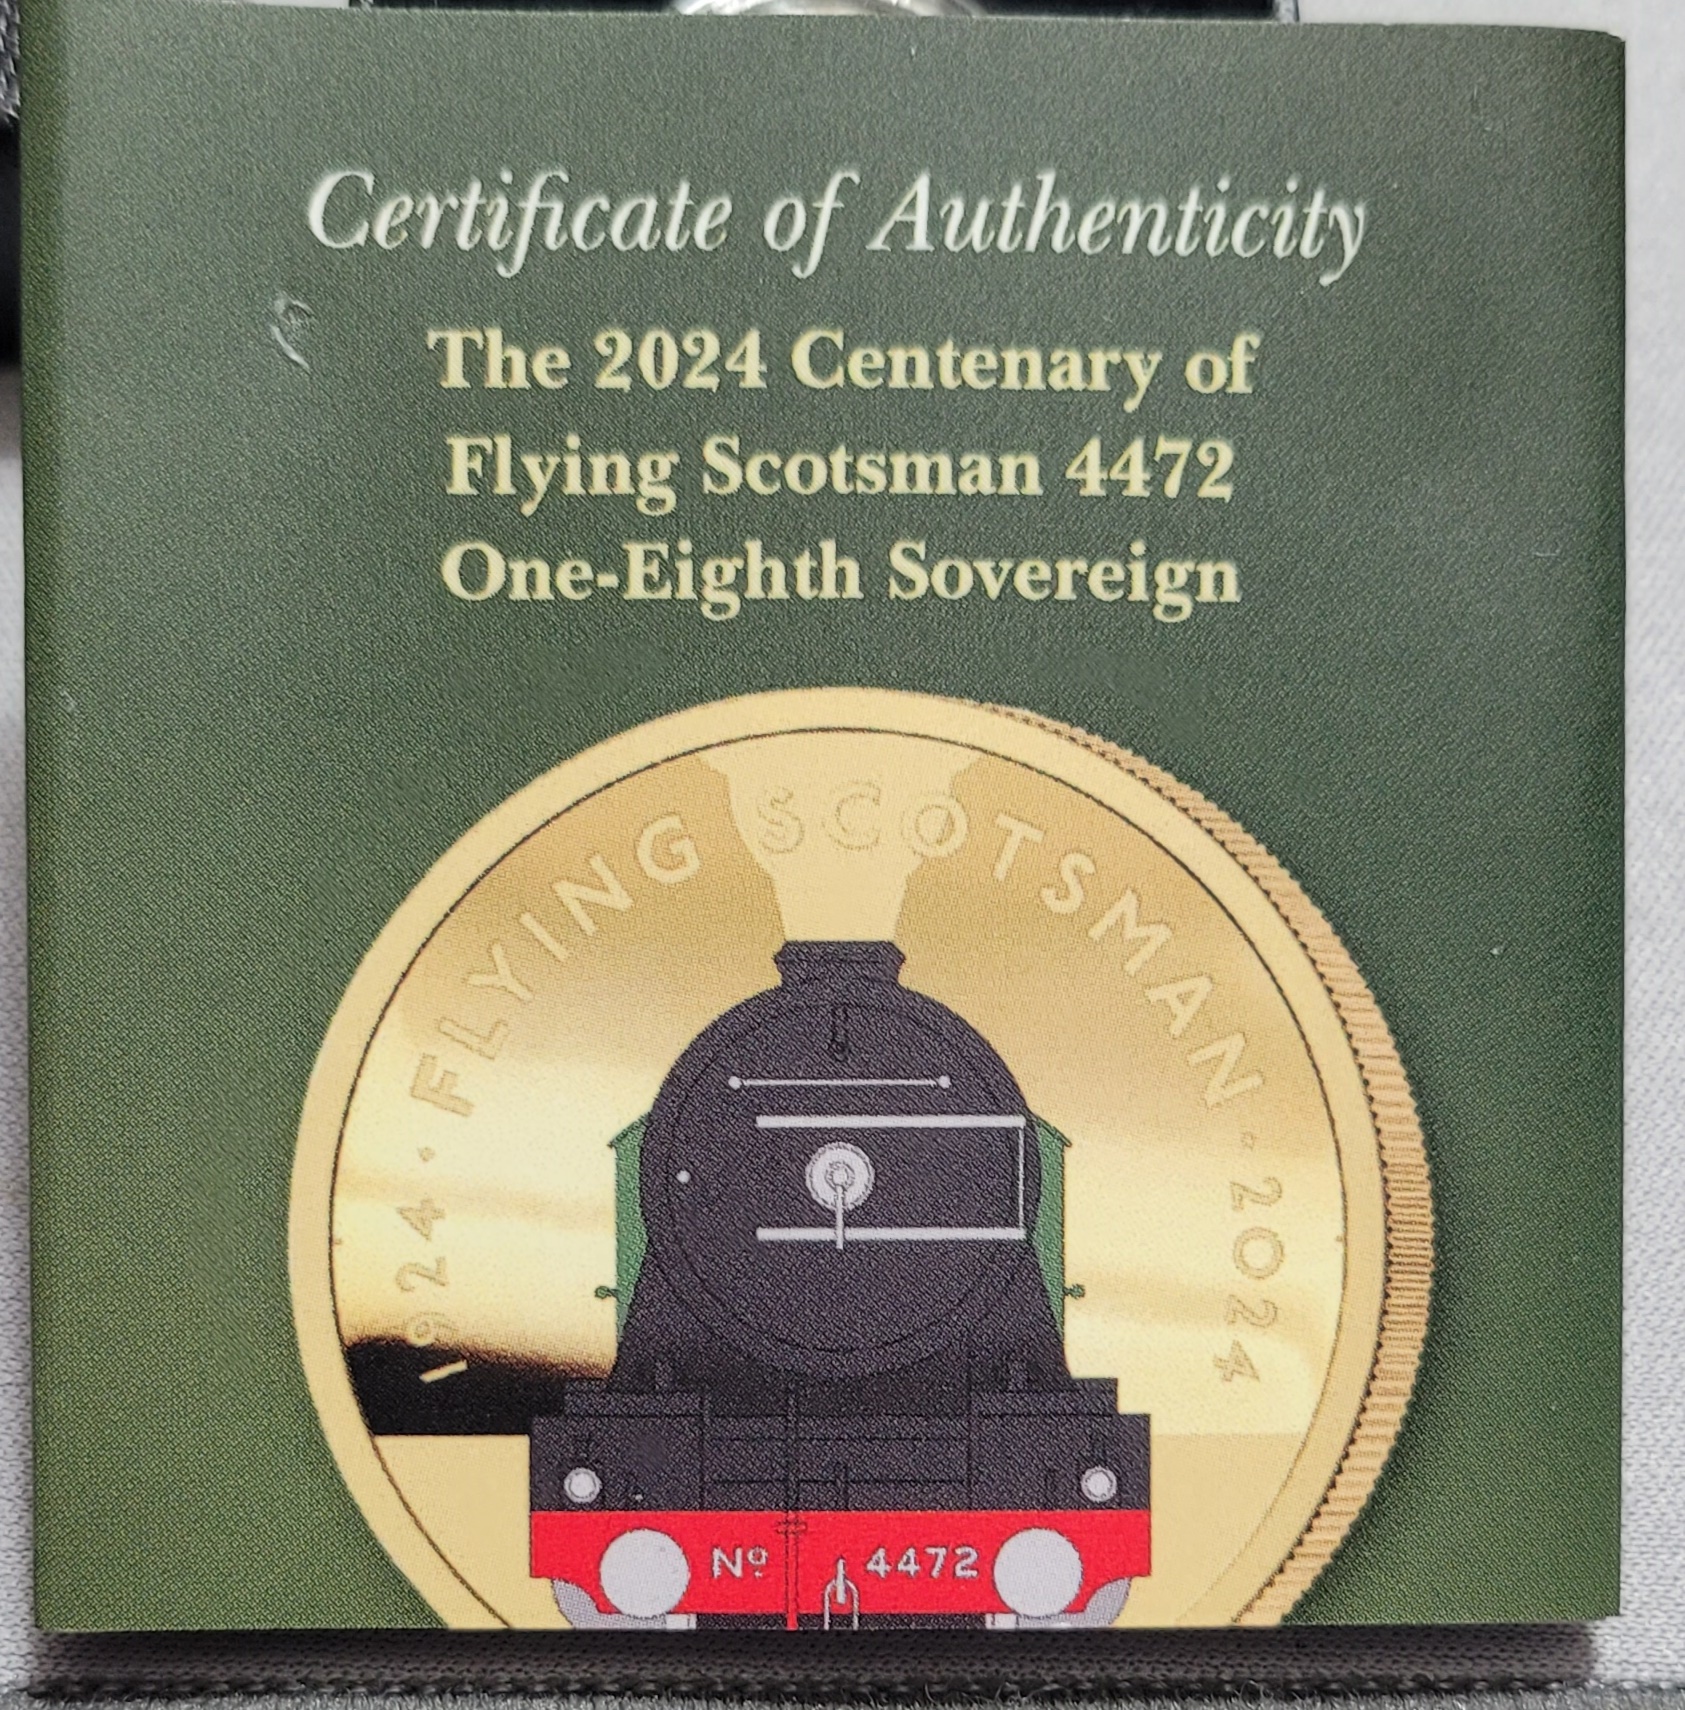 Certificate of Authenticity
The 2024 Centenary of
Flying Scotsman 4472
One-Eighth Sovereign
1924 · FLYING SCOTSMAN · 2024
Nº 4472